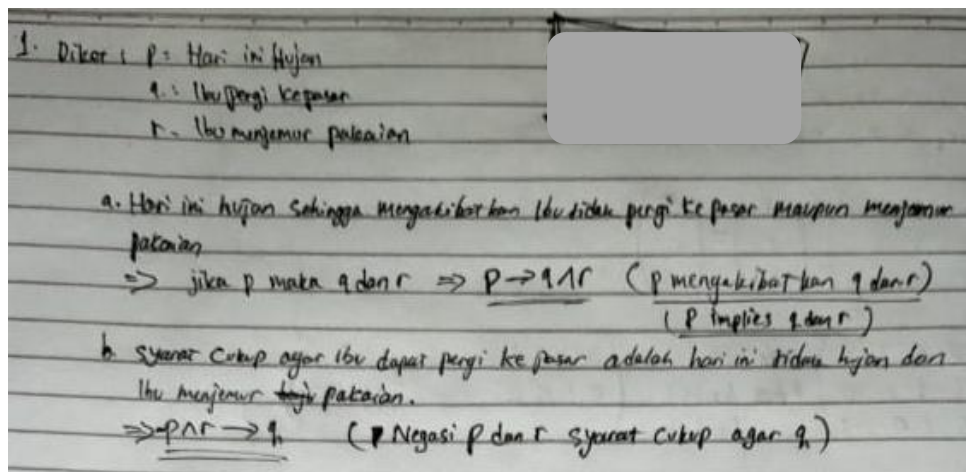 1. Diket : p = Hari ini Hujan
q : Ibu pergi kepasar
r = Ibu menjemur pakaian
a. Hari ini hujan sehingga mengakibatkan Ibu tidak pergi ke pasar maupun menjemur
pakaian
=> jika p maka q dan r => p → q ∧ r (p mengakibatkan q dan r)
(p implies q dan r)
b. syarat cukup agar ibu dapat pergi ke pasar adalah hari ini tidak hujan dan
Ibu menjemur pakaian.
=> ¬p ∧ r → q (Negasi p dan r syarat cukup agar q)